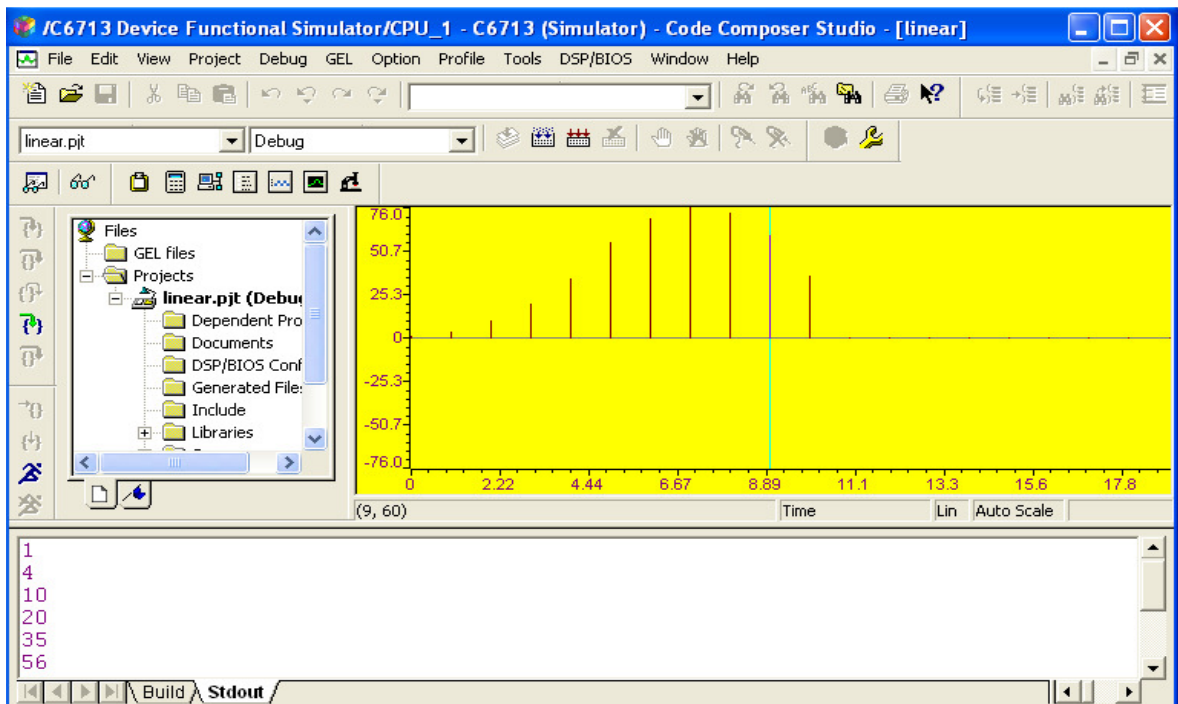 /C6713 Device Functional Simulator/CPU_1 - C6713 (Simulator) - Code Composer Studio - [linear]
File Edit View Project Debug GEL Option Profile Tools DSP/BIOS Window Help
linear.pjt Debug
Files
GEL files
Projects
linear.pjt (Debug
Dependent Pro
Documents
DSP/BIOS Conf
Generated File
Include
Libraries
76.0
50.7
25.3
0
-25.3
-50.7
-76.0
0 2.22 4.44 6.67 8.89 11.1 13.3 15.6 17.8
(9, 60) Time Lin Auto Scale
1
4
10
20
35
56
Build Stdout